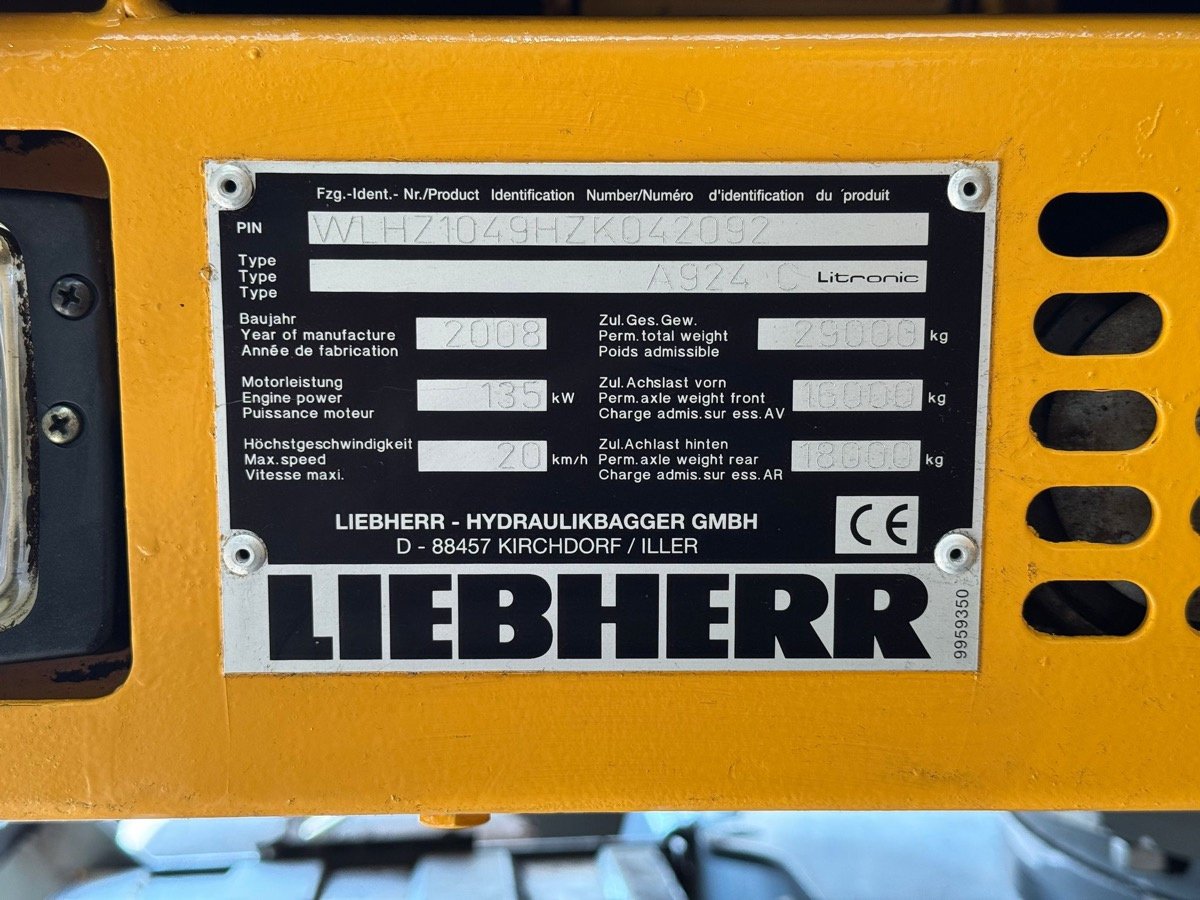 Fzg.-Ident.- Nr./Product Identification Number/Numéro d'identification du 'produit
PIN WLHZ1049HZK042092
Type
Type A924 C Litronic
Type
Baujahr
Year of manufacture 2008
Année de fabrication
Zul.Ges.Gew.
Perm.total weight 29000 kg
Poids admissible
Motorleistung
Engine power 135 kW
Puissance moteur
Zul.Achslast vorn
Perm.axle weight front 16000 kg
Charge admis.sur ess.AV
Höchstgeschwindigkeit
Max.speed 20 km/h
Vitesse maxi.
Zul.Achlast hinten
Perm.axle weight rear 18000 kg
Charge admis.sur ess.AR
LIEBHERR - HYDRAULIKBAGGER GMBH
D - 88457 KIRCHDORF / ILLER
CE
LIEBHERR
9959350